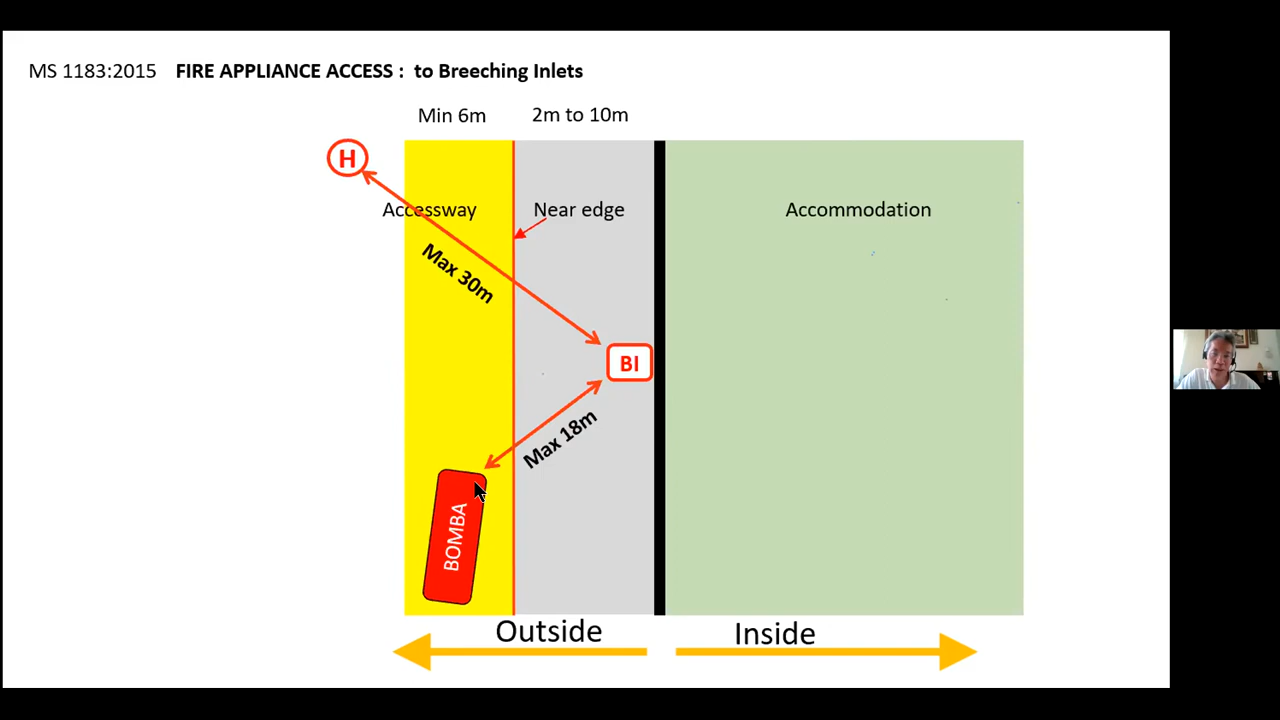 MS 1183:2015 FIRE APPLIANCE ACCESS : to Breeching Inlets
Min 6m 2m to 10m
H
Accessway Near edge Accommodation
Max 30m
BI
Max 18m
BOMBA
Outside Inside